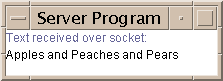 Server Program
Text received over socket:
Apples and Peaches and Pears